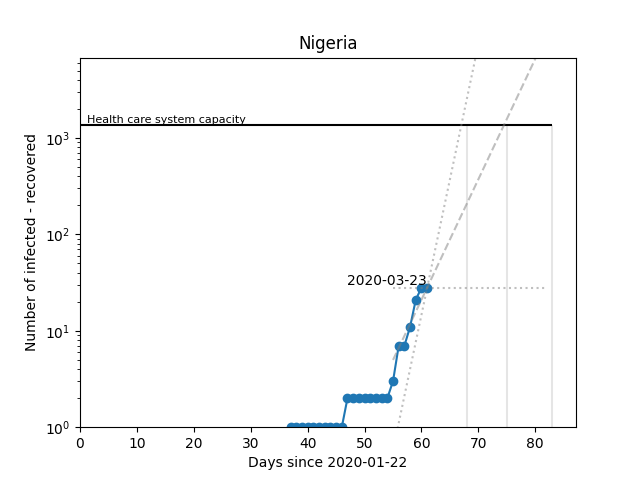 Nigeria
Health care system capacity
2020-03-23
Number of infected - recovered
10³
10²
10¹
10⁰
0 10 20 30 40 50 60 70 80
Days since 2020-01-22